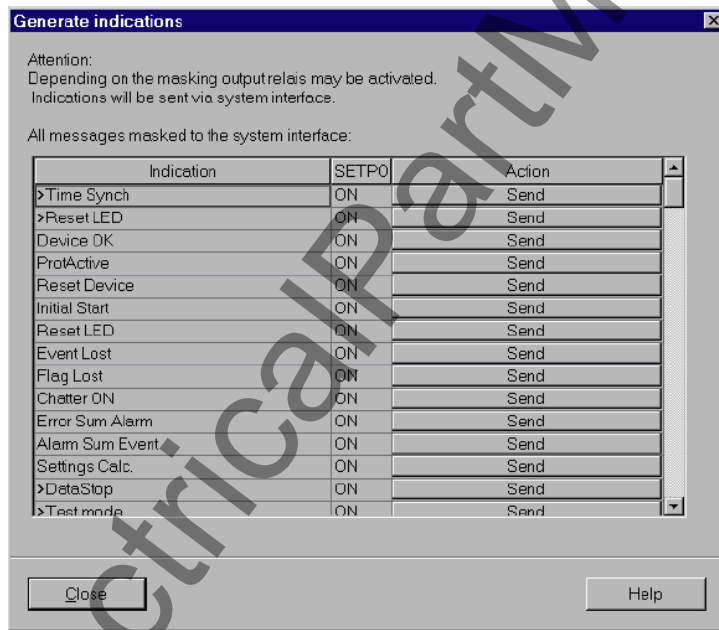 Generate indications
Attention:
Depending on the masking output relais may be activated.
Indications will be sent via system interface.
All messages masked to the system interface:
Indication SETPO Action
>Time Synch ON Send
>Reset LED ON Send
Device OK ON Send
ProtActive ON Send
Reset Device ON Send
Initial Start ON Send
Reset LED ON Send
Event Lost ON Send
Flag Lost ON Send
Chatter ON ON Send
Error Sum Alarm ON Send
Alarm Sum Event ON Send
Settings Calc. ON Send
>DataStop ON Send
>Test mode ON Send
Close Help
ctricalPartM